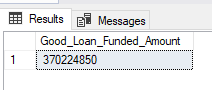 Results Messages
Good_Loan_Funded_Amount
1 370224850